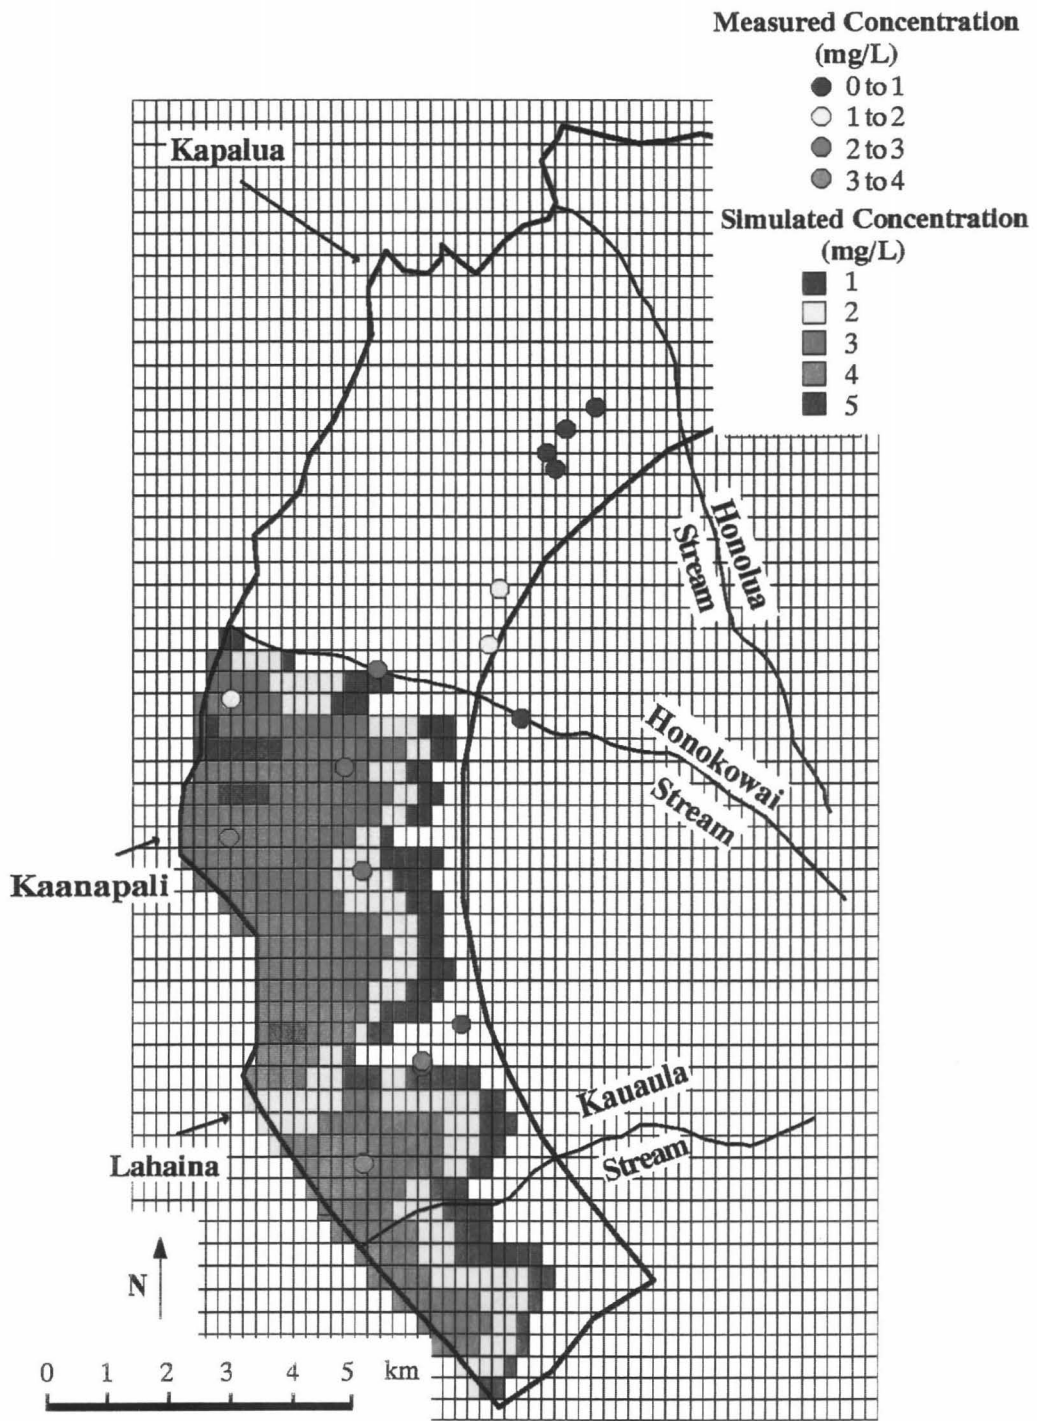 Measured Concentration
(mg/L)
0 to 1
1 to 2
2 to 3
3 to 4
Kapalua
Simulated Concentration
(mg/L)
1
2
3
4
5
Honolua
Stream
Honokowai
Stream
Kaanapali
Kauaula
Stream
Lahaina
N
0 1 2 3 4 5 km